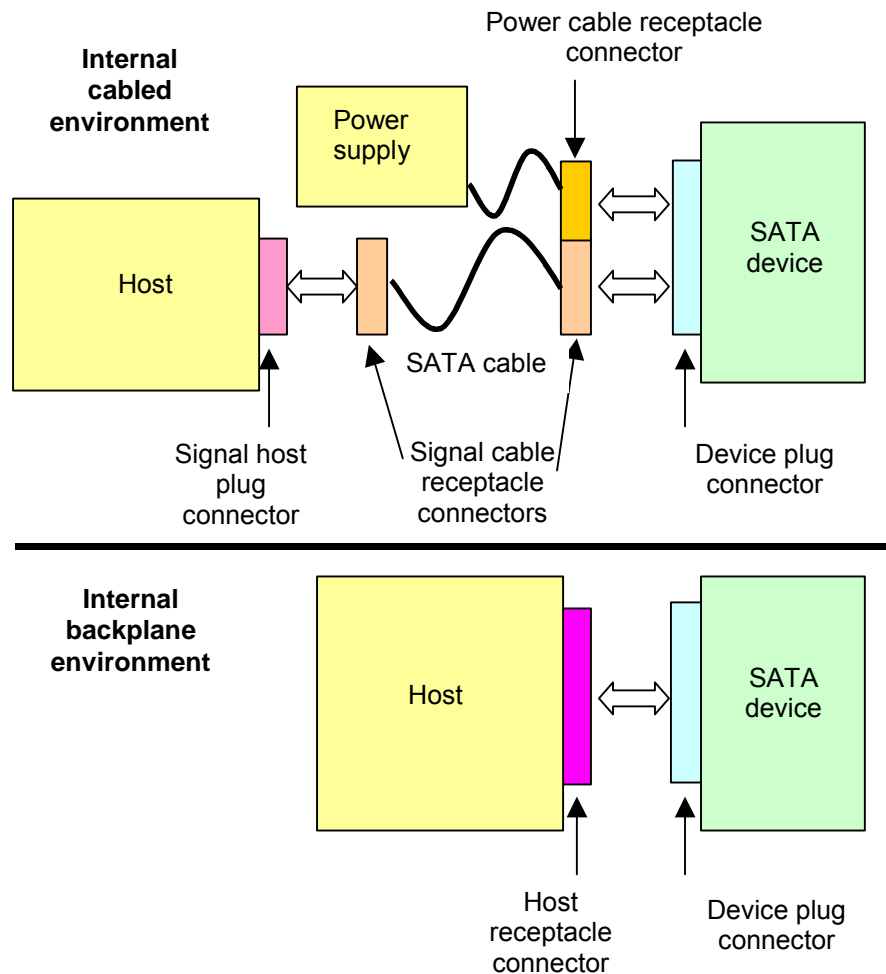 Internal
cabled
environment
Power cable receptacle
connector
Power
supply
Host
SATA
device
SATA cable
Signal host
plug
connector
Signal cable
receptacle
connectors
Device plug
connector
Internal
backplane
environment
Host
SATA
device
Host
receptacle
connector
Device plug
connector